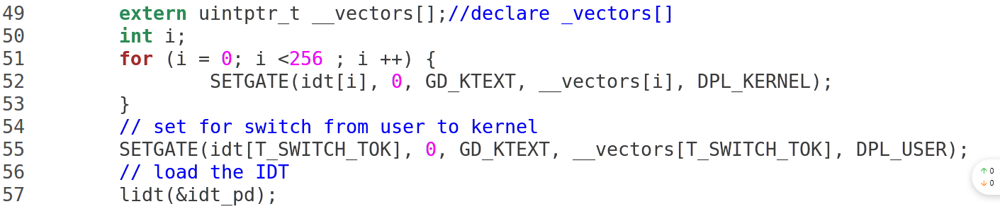 49 extern uintptr_t __vectors[];//declare _vectors[]
50 int i;
51 for (i = 0; i <256 ; i ++) {
52 SETGATE(idt[i], 0, GD_KTEXT, __vectors[i], DPL_KERNEL);
53 }
54 // set for switch from user to kernel
55 SETGATE(idt[T_SWITCH_TOK], 0, GD_KTEXT, __vectors[T_SWITCH_TOK], DPL_USER);
56 // load the IDT
57 lidt(&idt_pd);
↑ 0
↓ 0